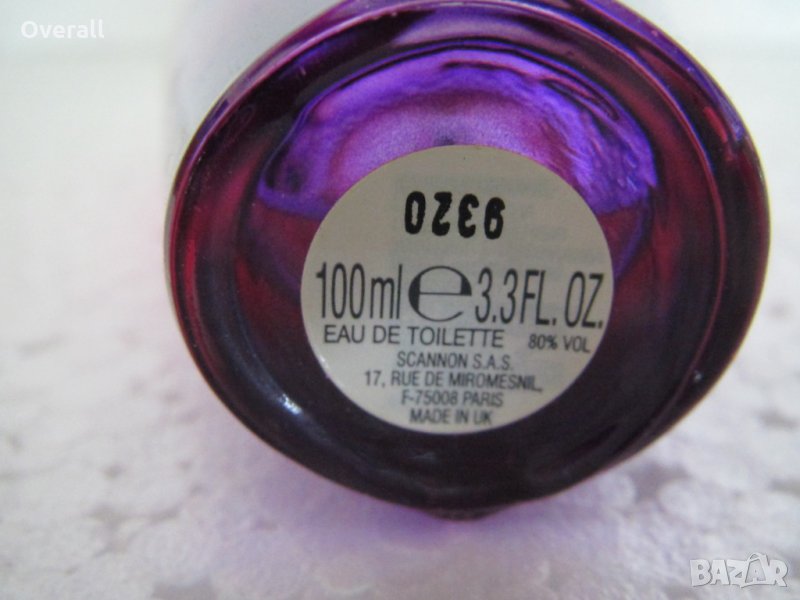 Overall
9320
100ml e 3.3FL. OZ.
EAU DE TOILETTE 80% VOL
SCANNON S.A.S.
17, RUE DE MIROMESNIL,
F-75008 PARIS
MADE IN UK
BAZAR